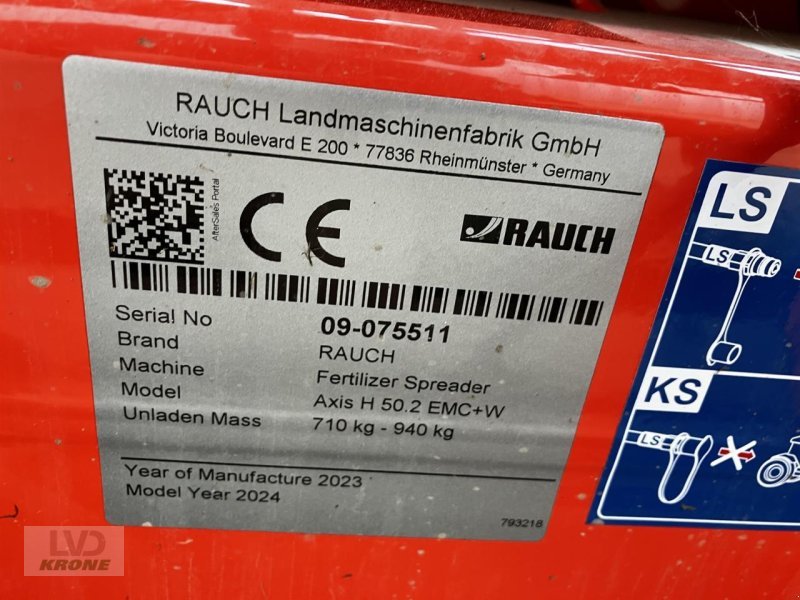 RAUCH Landmaschinenfabrik GmbH
Victoria Boulevard E 200 * 77836 Rheinmünster * Germany
AfterSales Portal
CE
RAUCH
Serial No 09-075511
Brand RAUCH
Machine Fertilizer Spreader
Model Axis H 50.2 EMC+W
Unladen Mass 710 kg - 940 kg
Year of Manufacture 2023
Model Year 2024
793218
LS
LS
KS
LS
LVD
KRONE